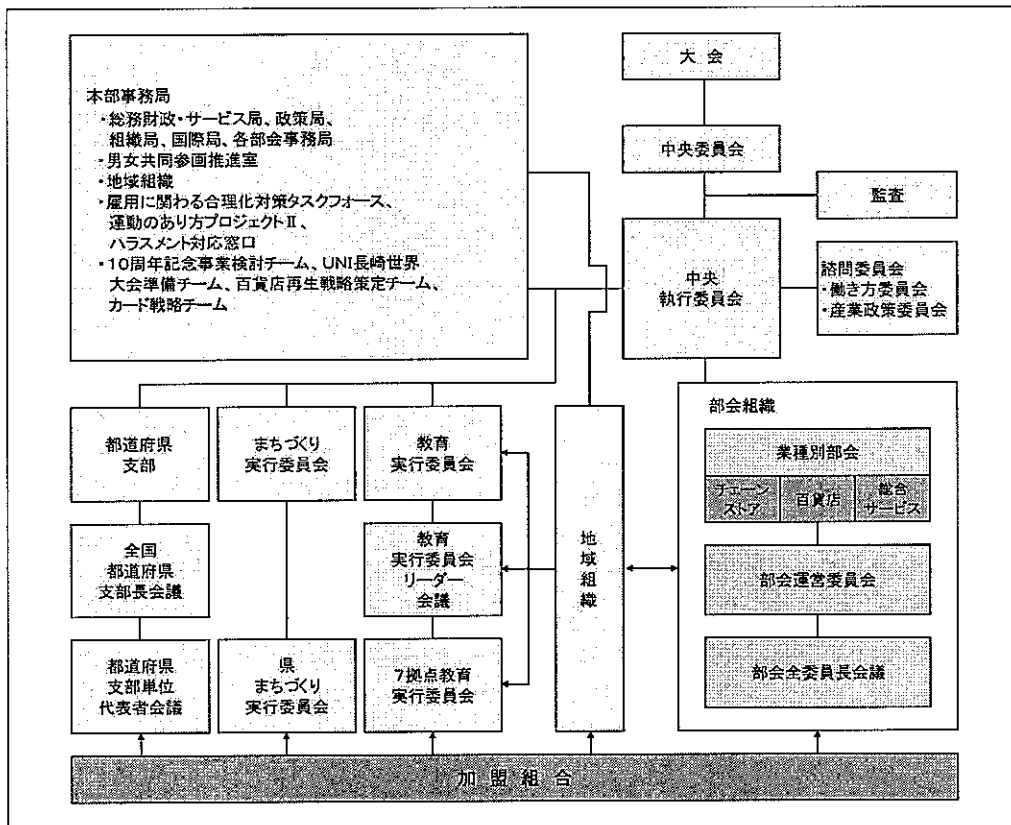 本部事務局
・総務財政・サービス局、政策局、
組織局、国際局、各部会事務局
・男女共同参画推進室
・地域組織
・雇用に関わる合理化対策タスクフォース、
運動のあり方プロジェクトⅡ、
ハラスメント対応窓口
・10周年記念事業検討チーム、UNI長崎世界
大会準備チーム、百貨店再生戦略策定チーム、
カード戦略チーム
大会
中央委員会
監査
中央
執行委員会
諮問委員会
・働き方委員会
・産業政策委員会
都道府県
支部
まちづくり
実行委員会
教育
実行委員会
全国
都道府県
支部長会議
教育
実行委員会
リーダー
会議
都道府県
支部単位
代表者会議
県
まちづくり
実行委員会
7拠点教育
実行委員会
地域組織
部会組織
業種別部会
チェーン
ストア
百貨店
総合
サービス
部会運営委員会
部会全委員長会議
加盟組合